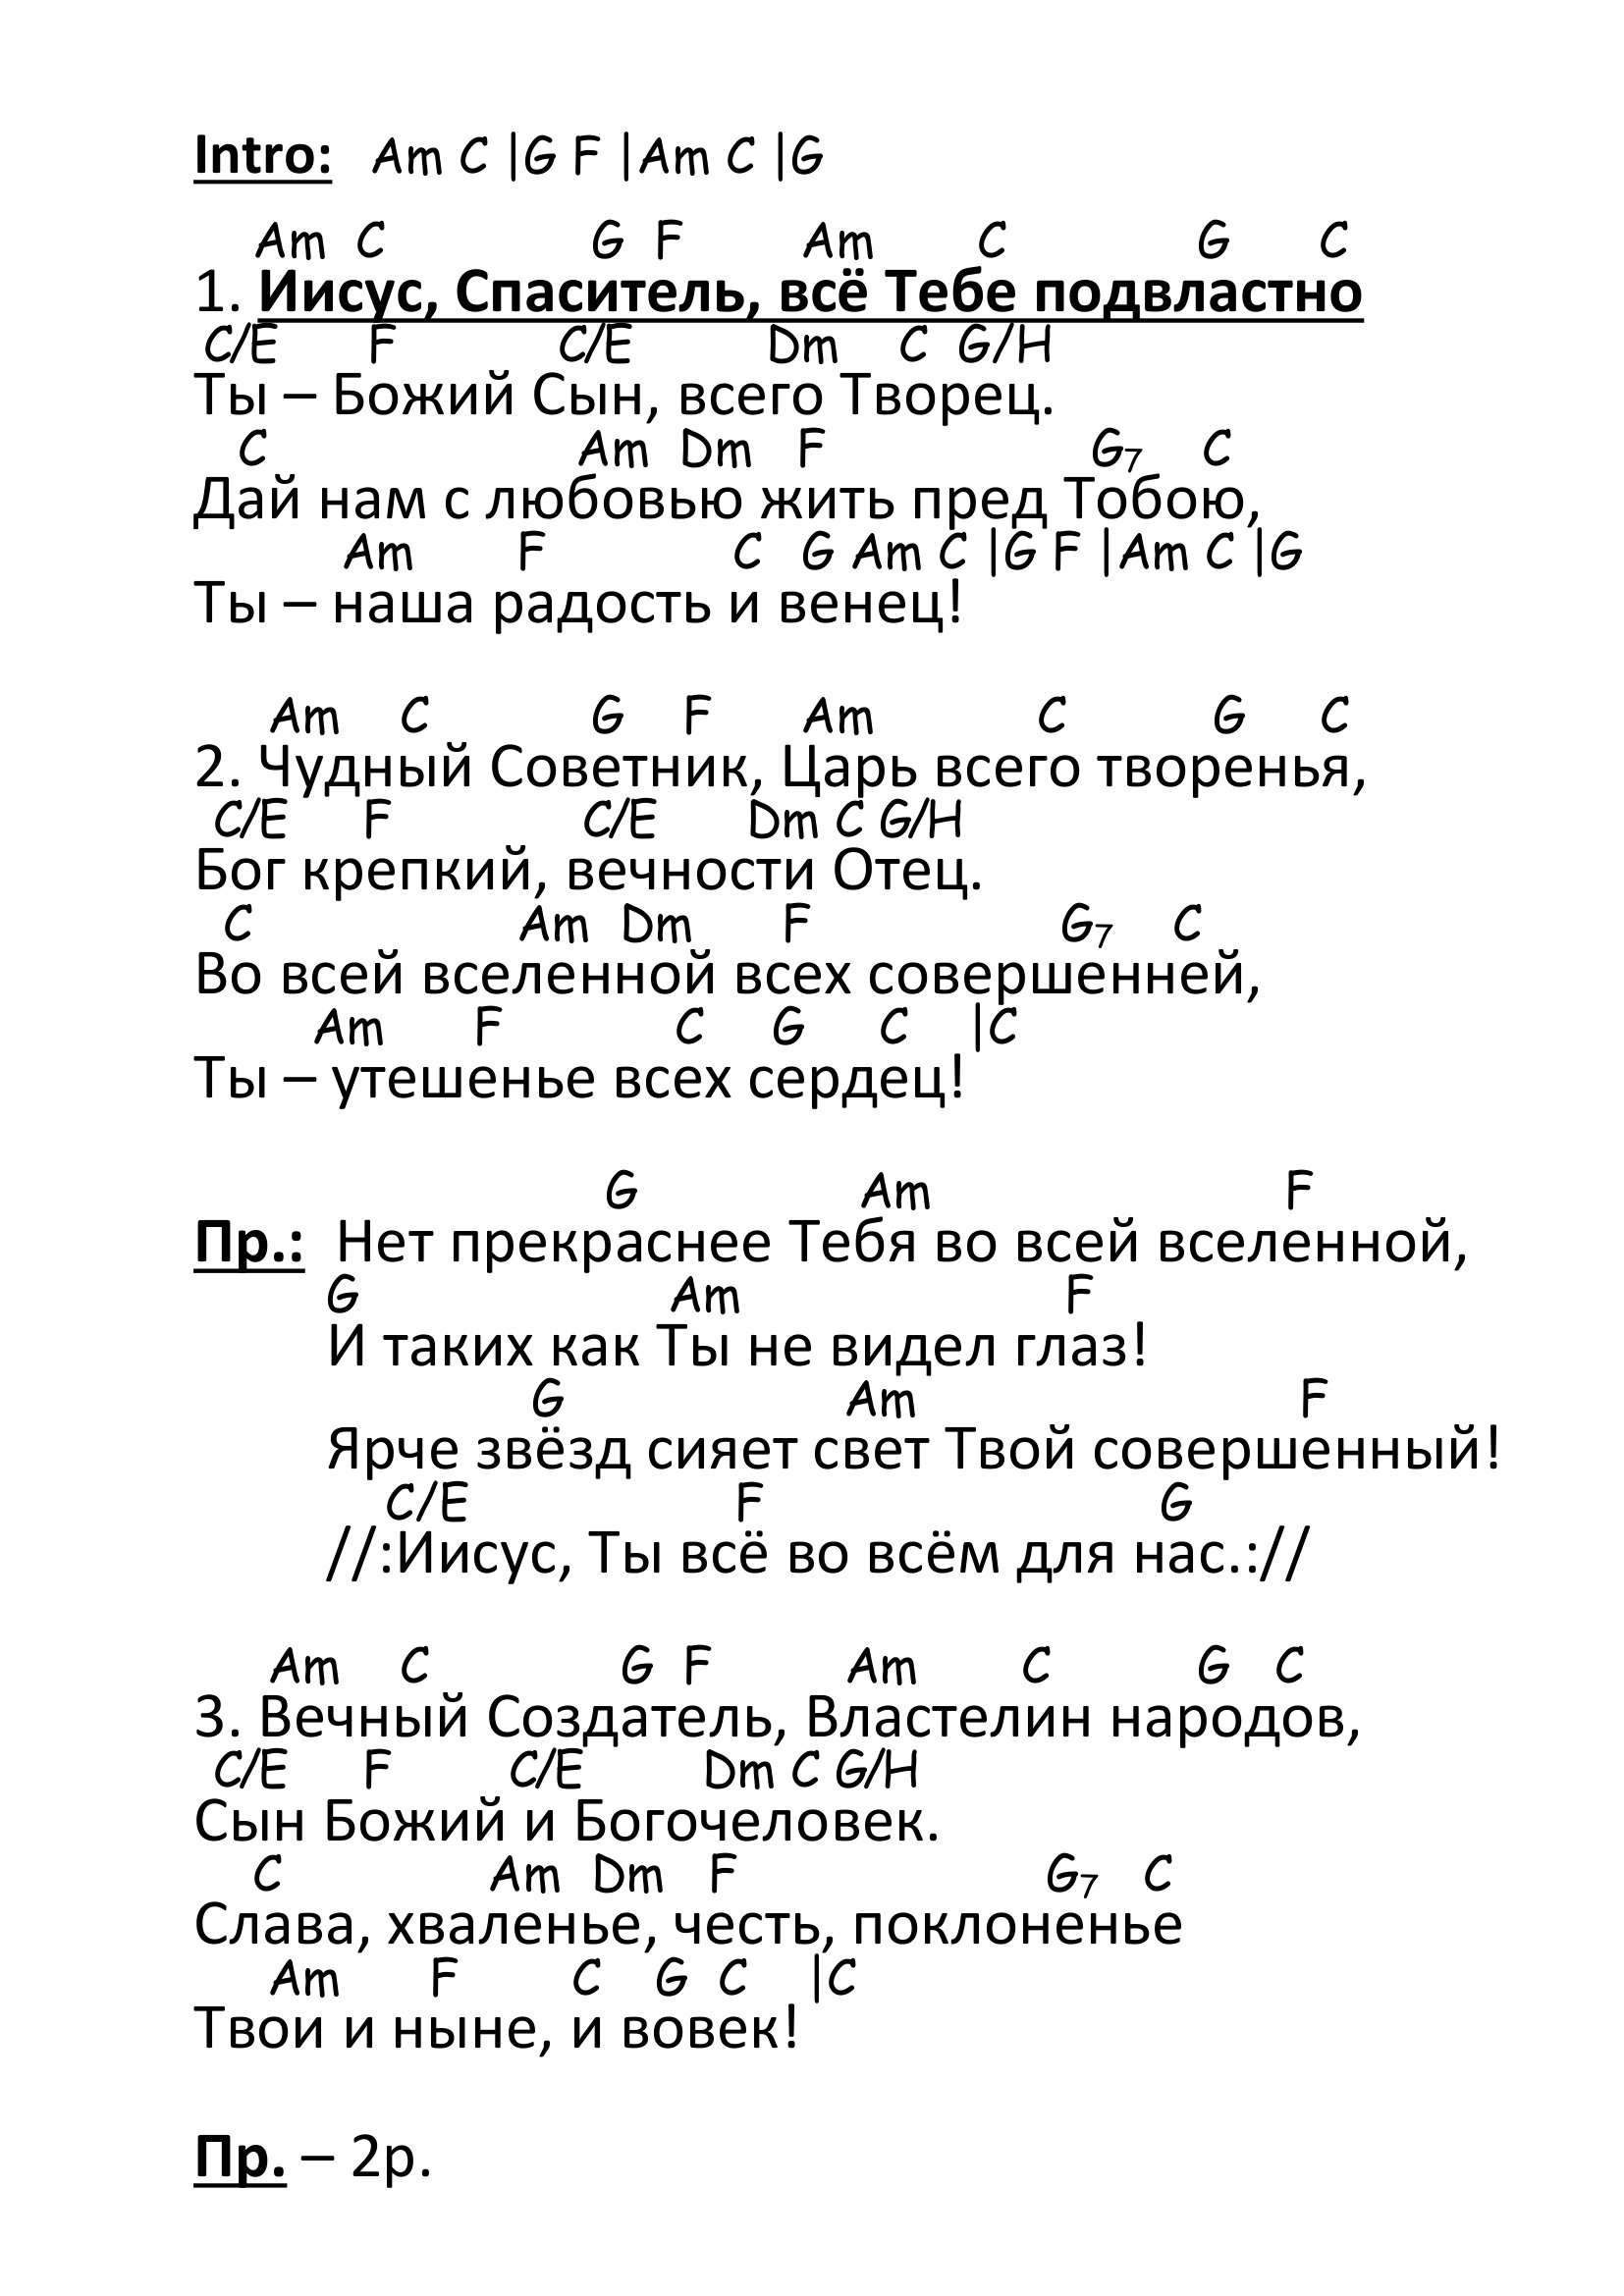 Intro: Am C |G F |Am C |G
Am C G F Am C G C
1. Иисус, Спаситель, всё Тебе подвластно
C/E F C/E Dm C G/H
Ты – Божий Сын, всего Творец.
C Am Dm F G7 C
Дай нам с любовью жить пред Тобою,
Am F C G Am C |G F |Am C |G
Ты – наша радость и венец!
Am C G F Am C G C
2. Чудный Советник, Царь всего творенья,
C/E F C/E Dm C G/H
Бог крепкий, вечности Отец.
C Am Dm F G7 C
Во всей вселенной всех совершенней,
Am F C G C |C
Ты – утешенье всех сердец!
G Am F
Пр.: Нет прекраснее Тебя во всей вселенной,
G Am F
И таких как Ты не видел глаз!
G Am F
Ярче звёзд сияет свет Твой совершенный!
C/E F G
//:Иисус, Ты всё во всём для нас.://
Am C G F Am C G C
3. Вечный Создатель, Властелин народов,
C/E F C/E Dm C G/H
Сын Божий и Богочеловек.
C Am Dm F G7 C
Слава, хваленье, честь, поклоненье
Am F C G C |C
Твои и ныне, и вовек!
Пр. – 2р.